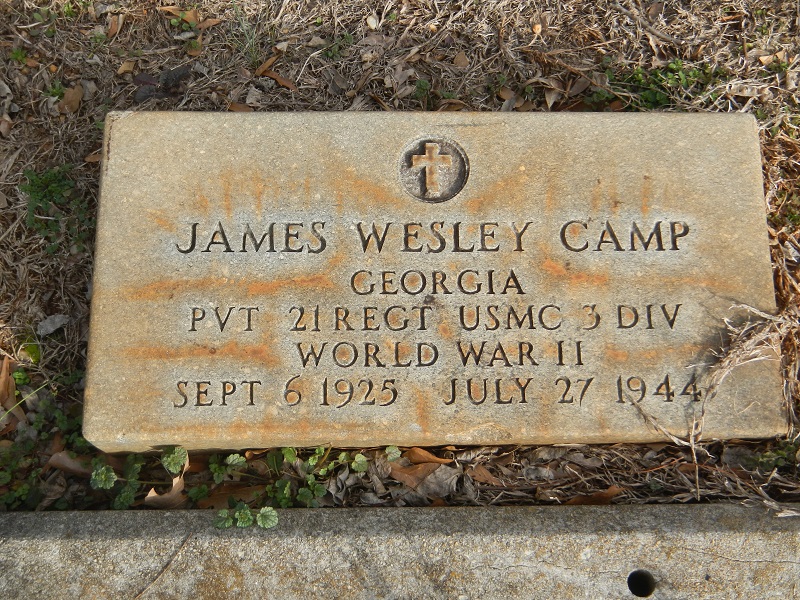 JAMES WESLEY CAMP
GEORGIA
PVT 21 REGT USMC 3 DIV
WORLD WAR II
SEPT 6 1925 JULY 27 1944